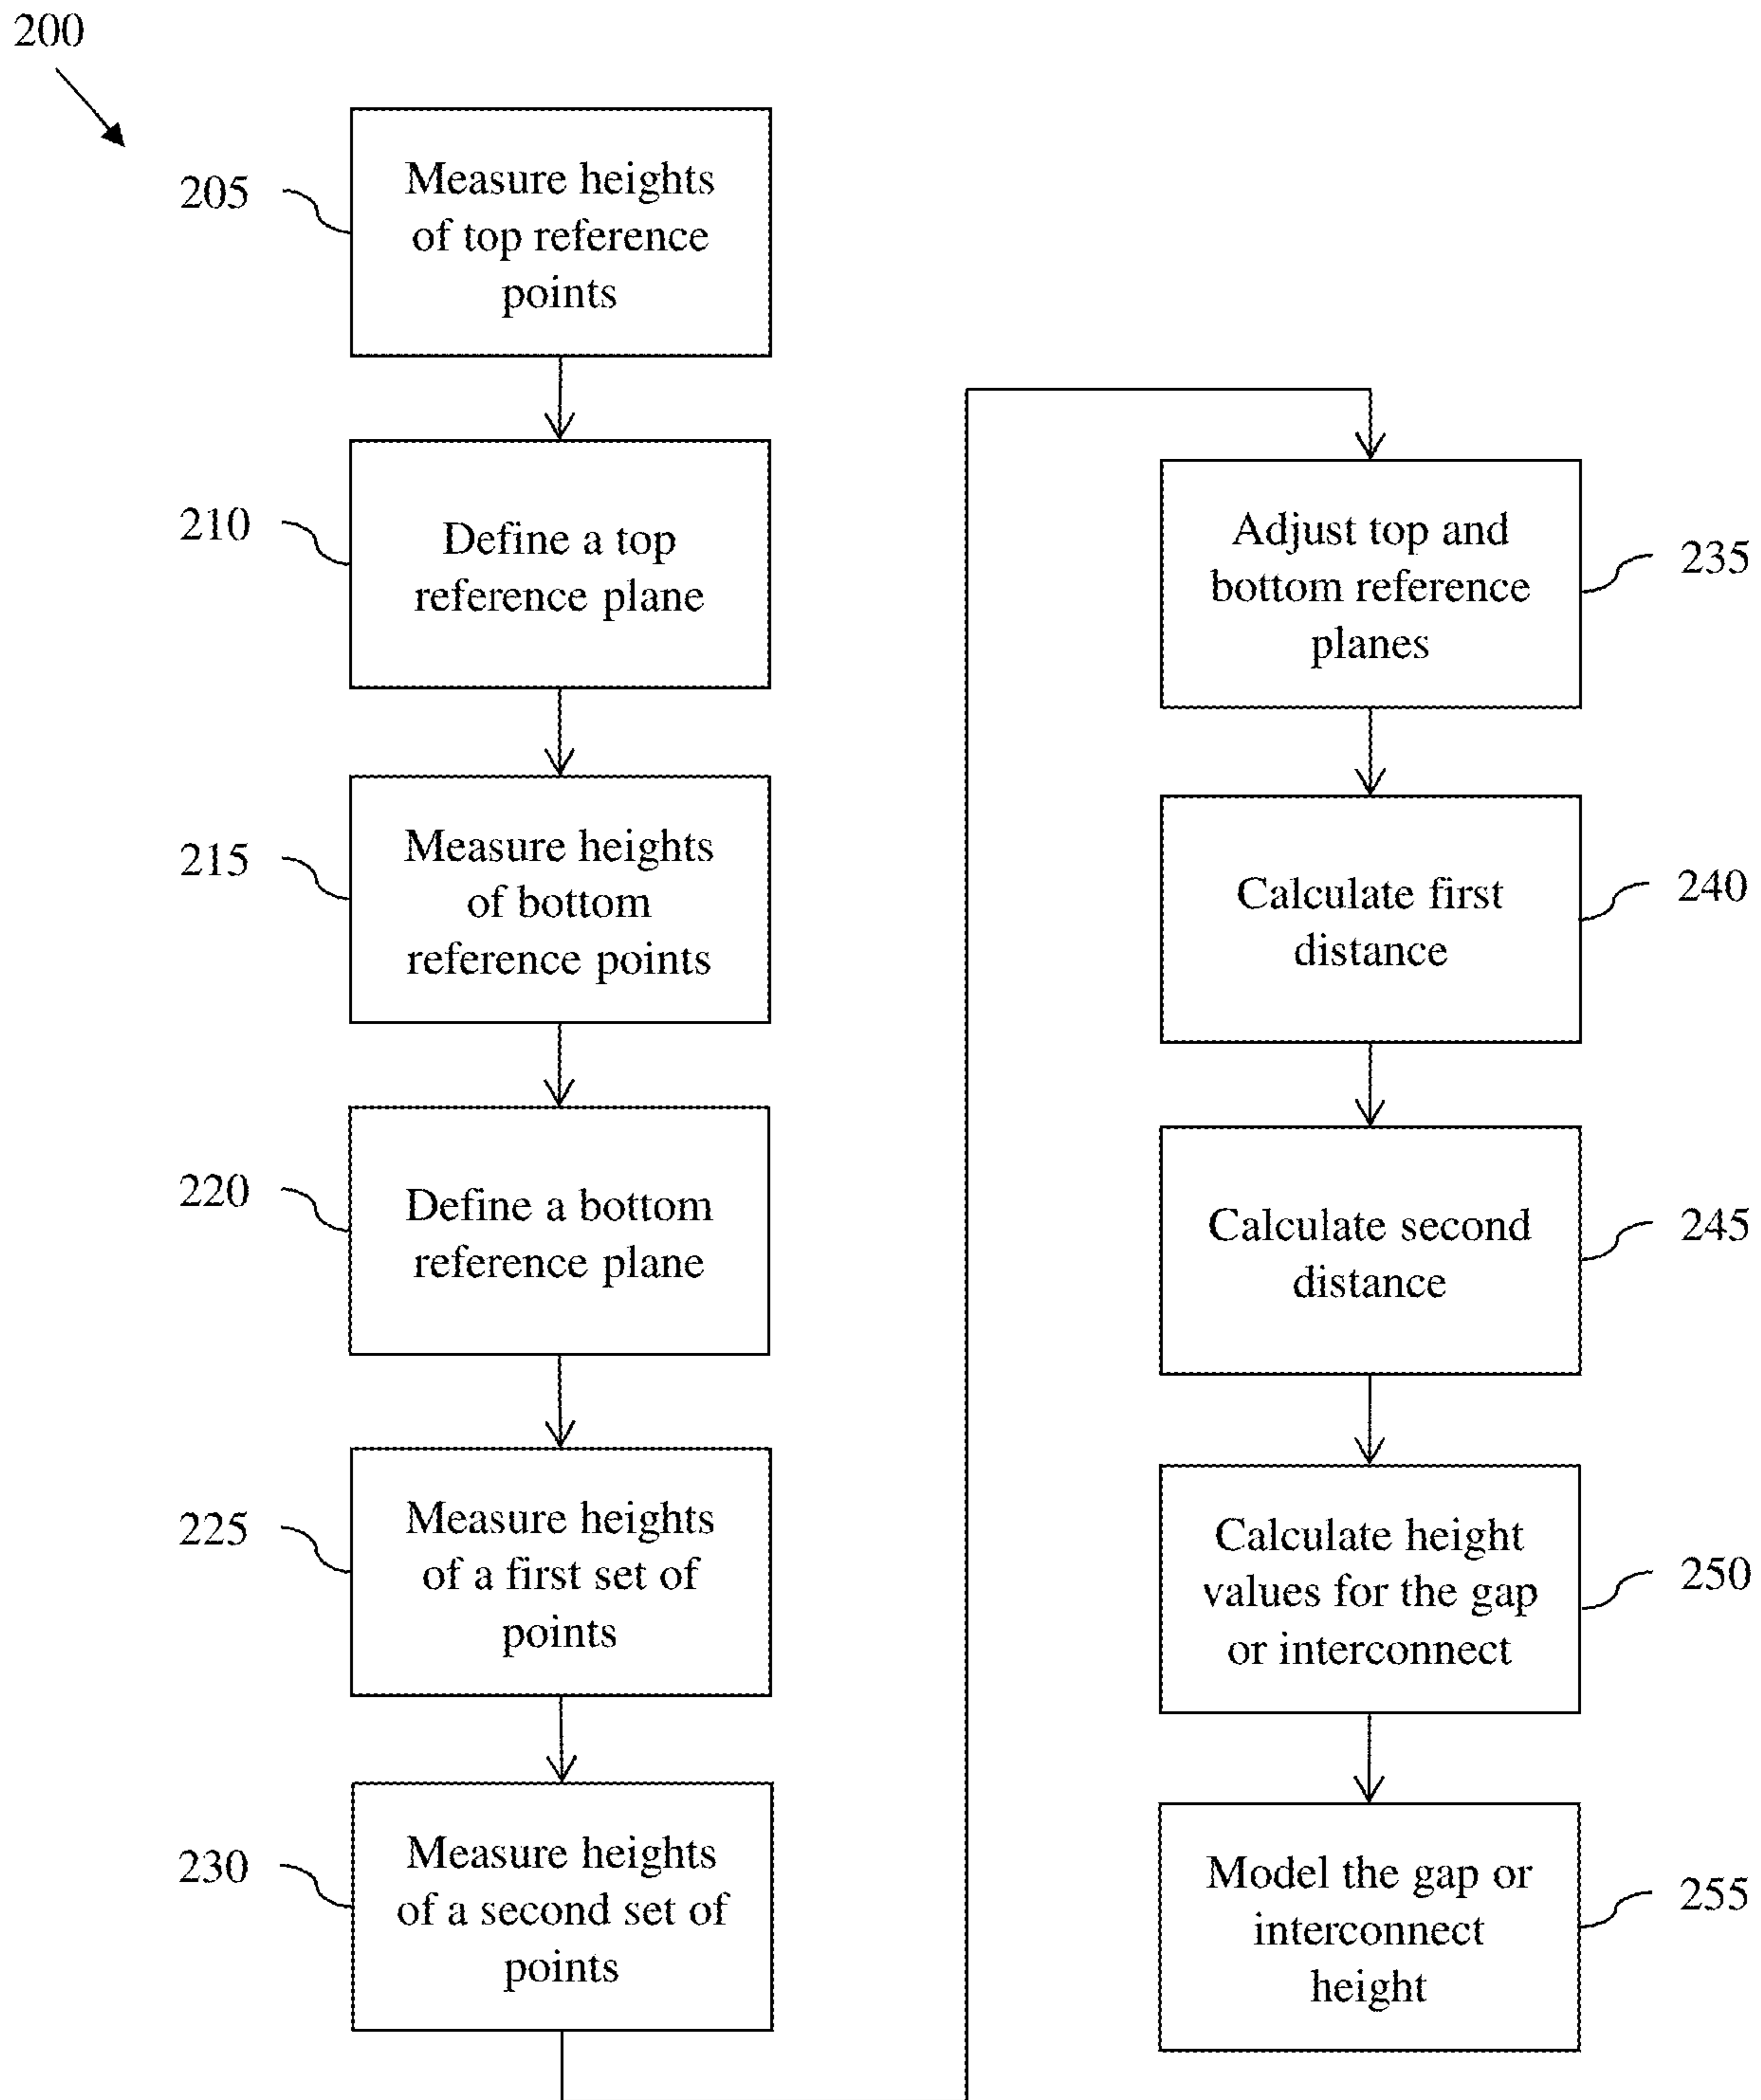 200
205
Measure heights
of top reference
points
210
Define a top
reference plane
215
Measure heights
of bottom
reference points
220
Define a bottom
reference plane
225
Measure heights
of a first set of
points
230
Measure heights
of a second set of
points
Adjust top and
bottom reference
planes
235
Calculate first
distance
240
Calculate second
distance
245
Calculate height
values for the gap
or interconnect
250
Model the gap or
interconnect
height
255